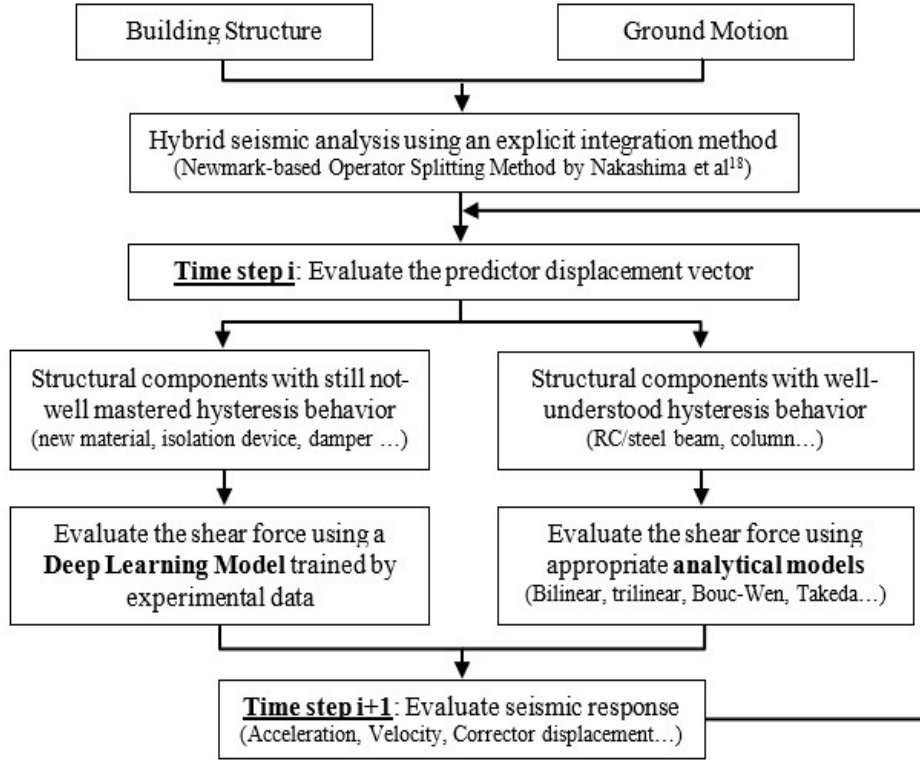 Building Structure
Ground Motion
Hybrid seismic analysis using an explicit integration method
(Newmark-based Operator Splitting Method by Nakashima et al¹⁸)
Time step i: Evaluate the predictor displacement vector
Structural components with still not-
well mastered hysteresis behavior
(new material, isolation device, damper …)
Structural components with well-
understood hysteresis behavior
(RC/steel beam, column…)
Evaluate the shear force using a
Deep Learning Model trained by
experimental data
Evaluate the shear force using
appropriate analytical models
(Bilinear, trilinear, Bouc-Wen, Takeda…)
Time step i+1: Evaluate seismic response
(Acceleration, Velocity, Corrector displacement…)